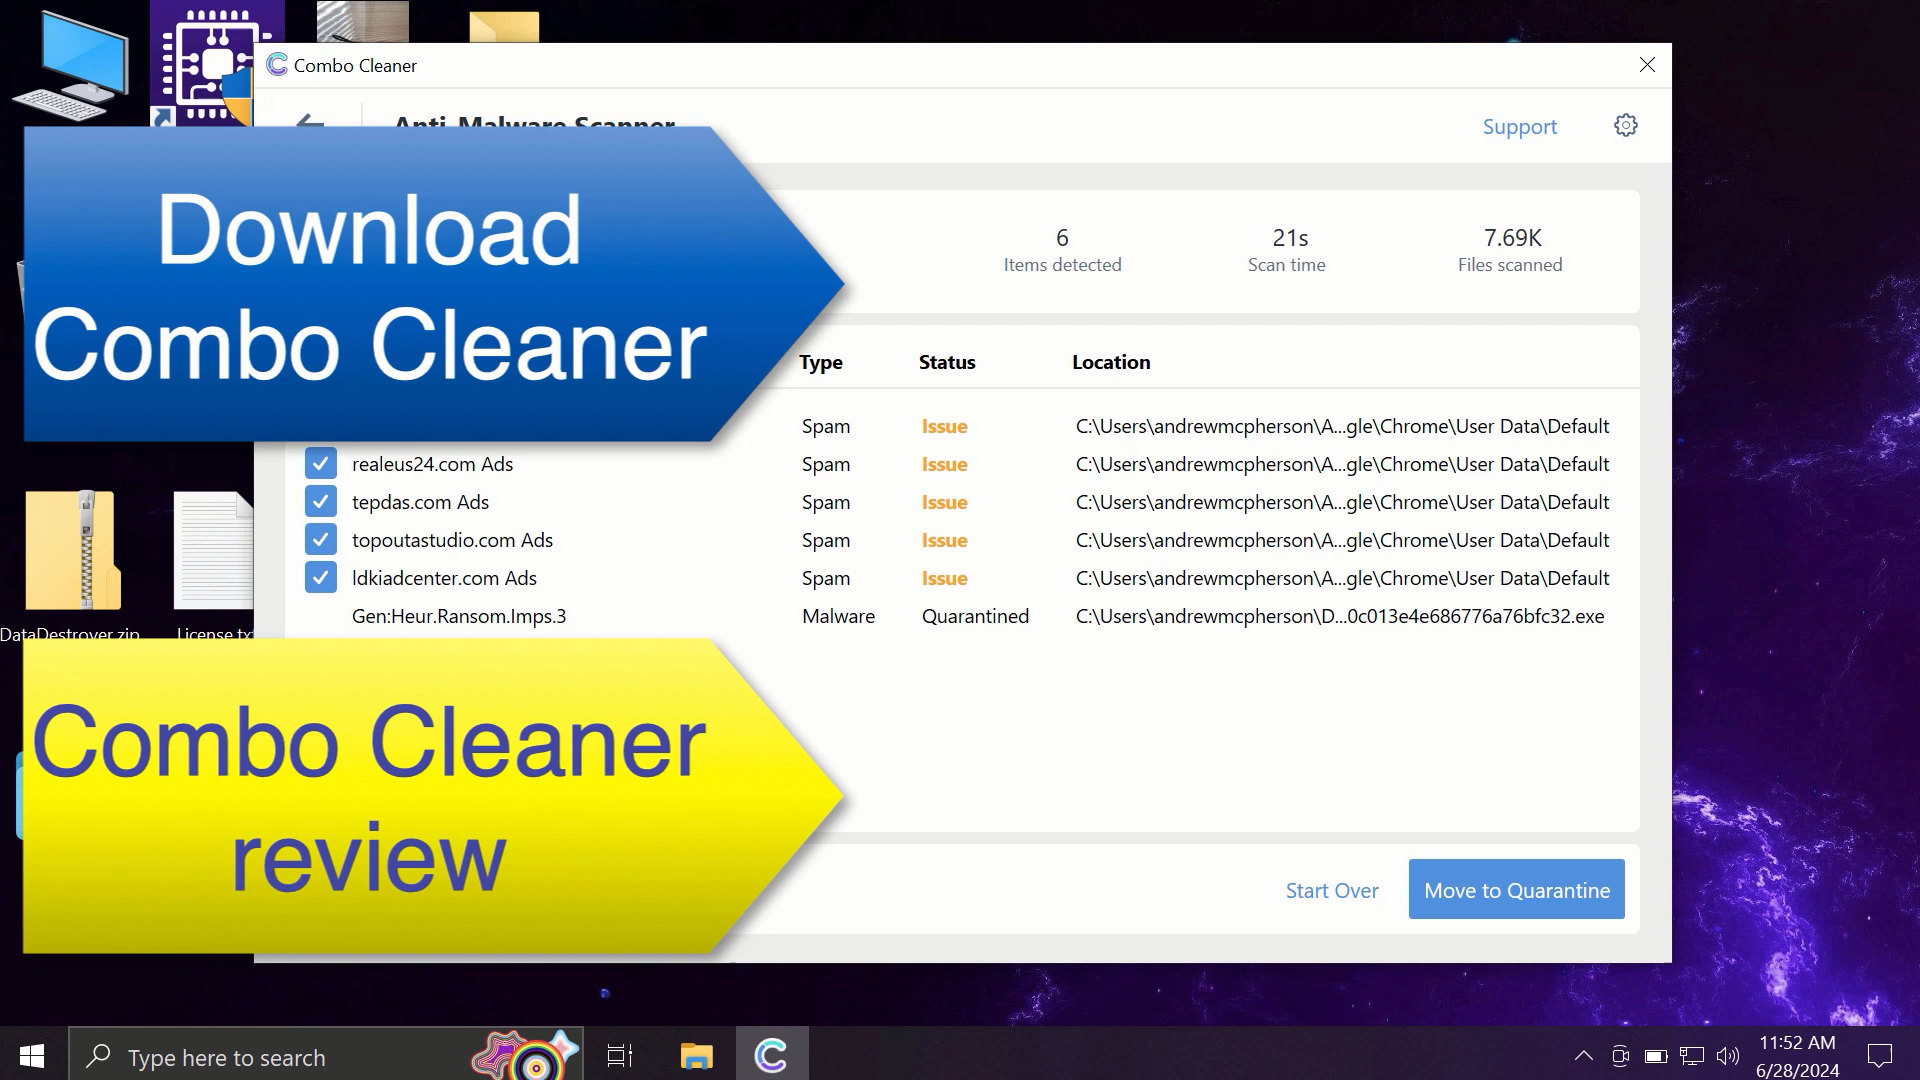 Combo Cleaner
Anti-Malware Scanner
Support
Download
Combo Cleaner
6
Items detected
21s
Scan time
7.69K
Files scanned
Type Status Location
Spam Issue C:\Users\andrewmcpherson\A...gle\Chrome\User Data\Default
realeus24.com Ads Spam Issue C:\Users\andrewmcpherson\A...gle\Chrome\User Data\Default
tepdas.com Ads Spam Issue C:\Users\andrewmcpherson\A...gle\Chrome\User Data\Default
topoutastudio.com Ads Spam Issue C:\Users\andrewmcpherson\A...gle\Chrome\User Data\Default
ldkiadcenter.com Ads Spam Issue C:\Users\andrewmcpherson\A...gle\Chrome\User Data\Default
Gen:Heur.Ransom.Imps.3 Malware Quarantined C:\Users\andrewmcpherson\D...0c013e4e686776a76bfc32.exe
DataDestroyer.zip
License.tx
Combo Cleaner
review
Start Over
Move to Quarantine
Type here to search
11:52 AM
6/28/2024